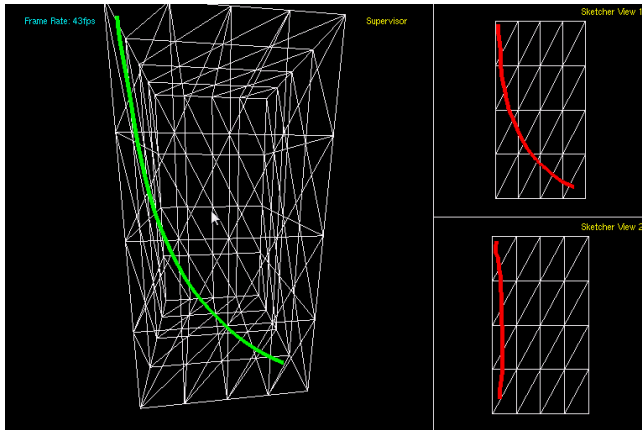 Frame Rate: 43fps
Supervisor
Sketcher View 1
Sketcher View 2